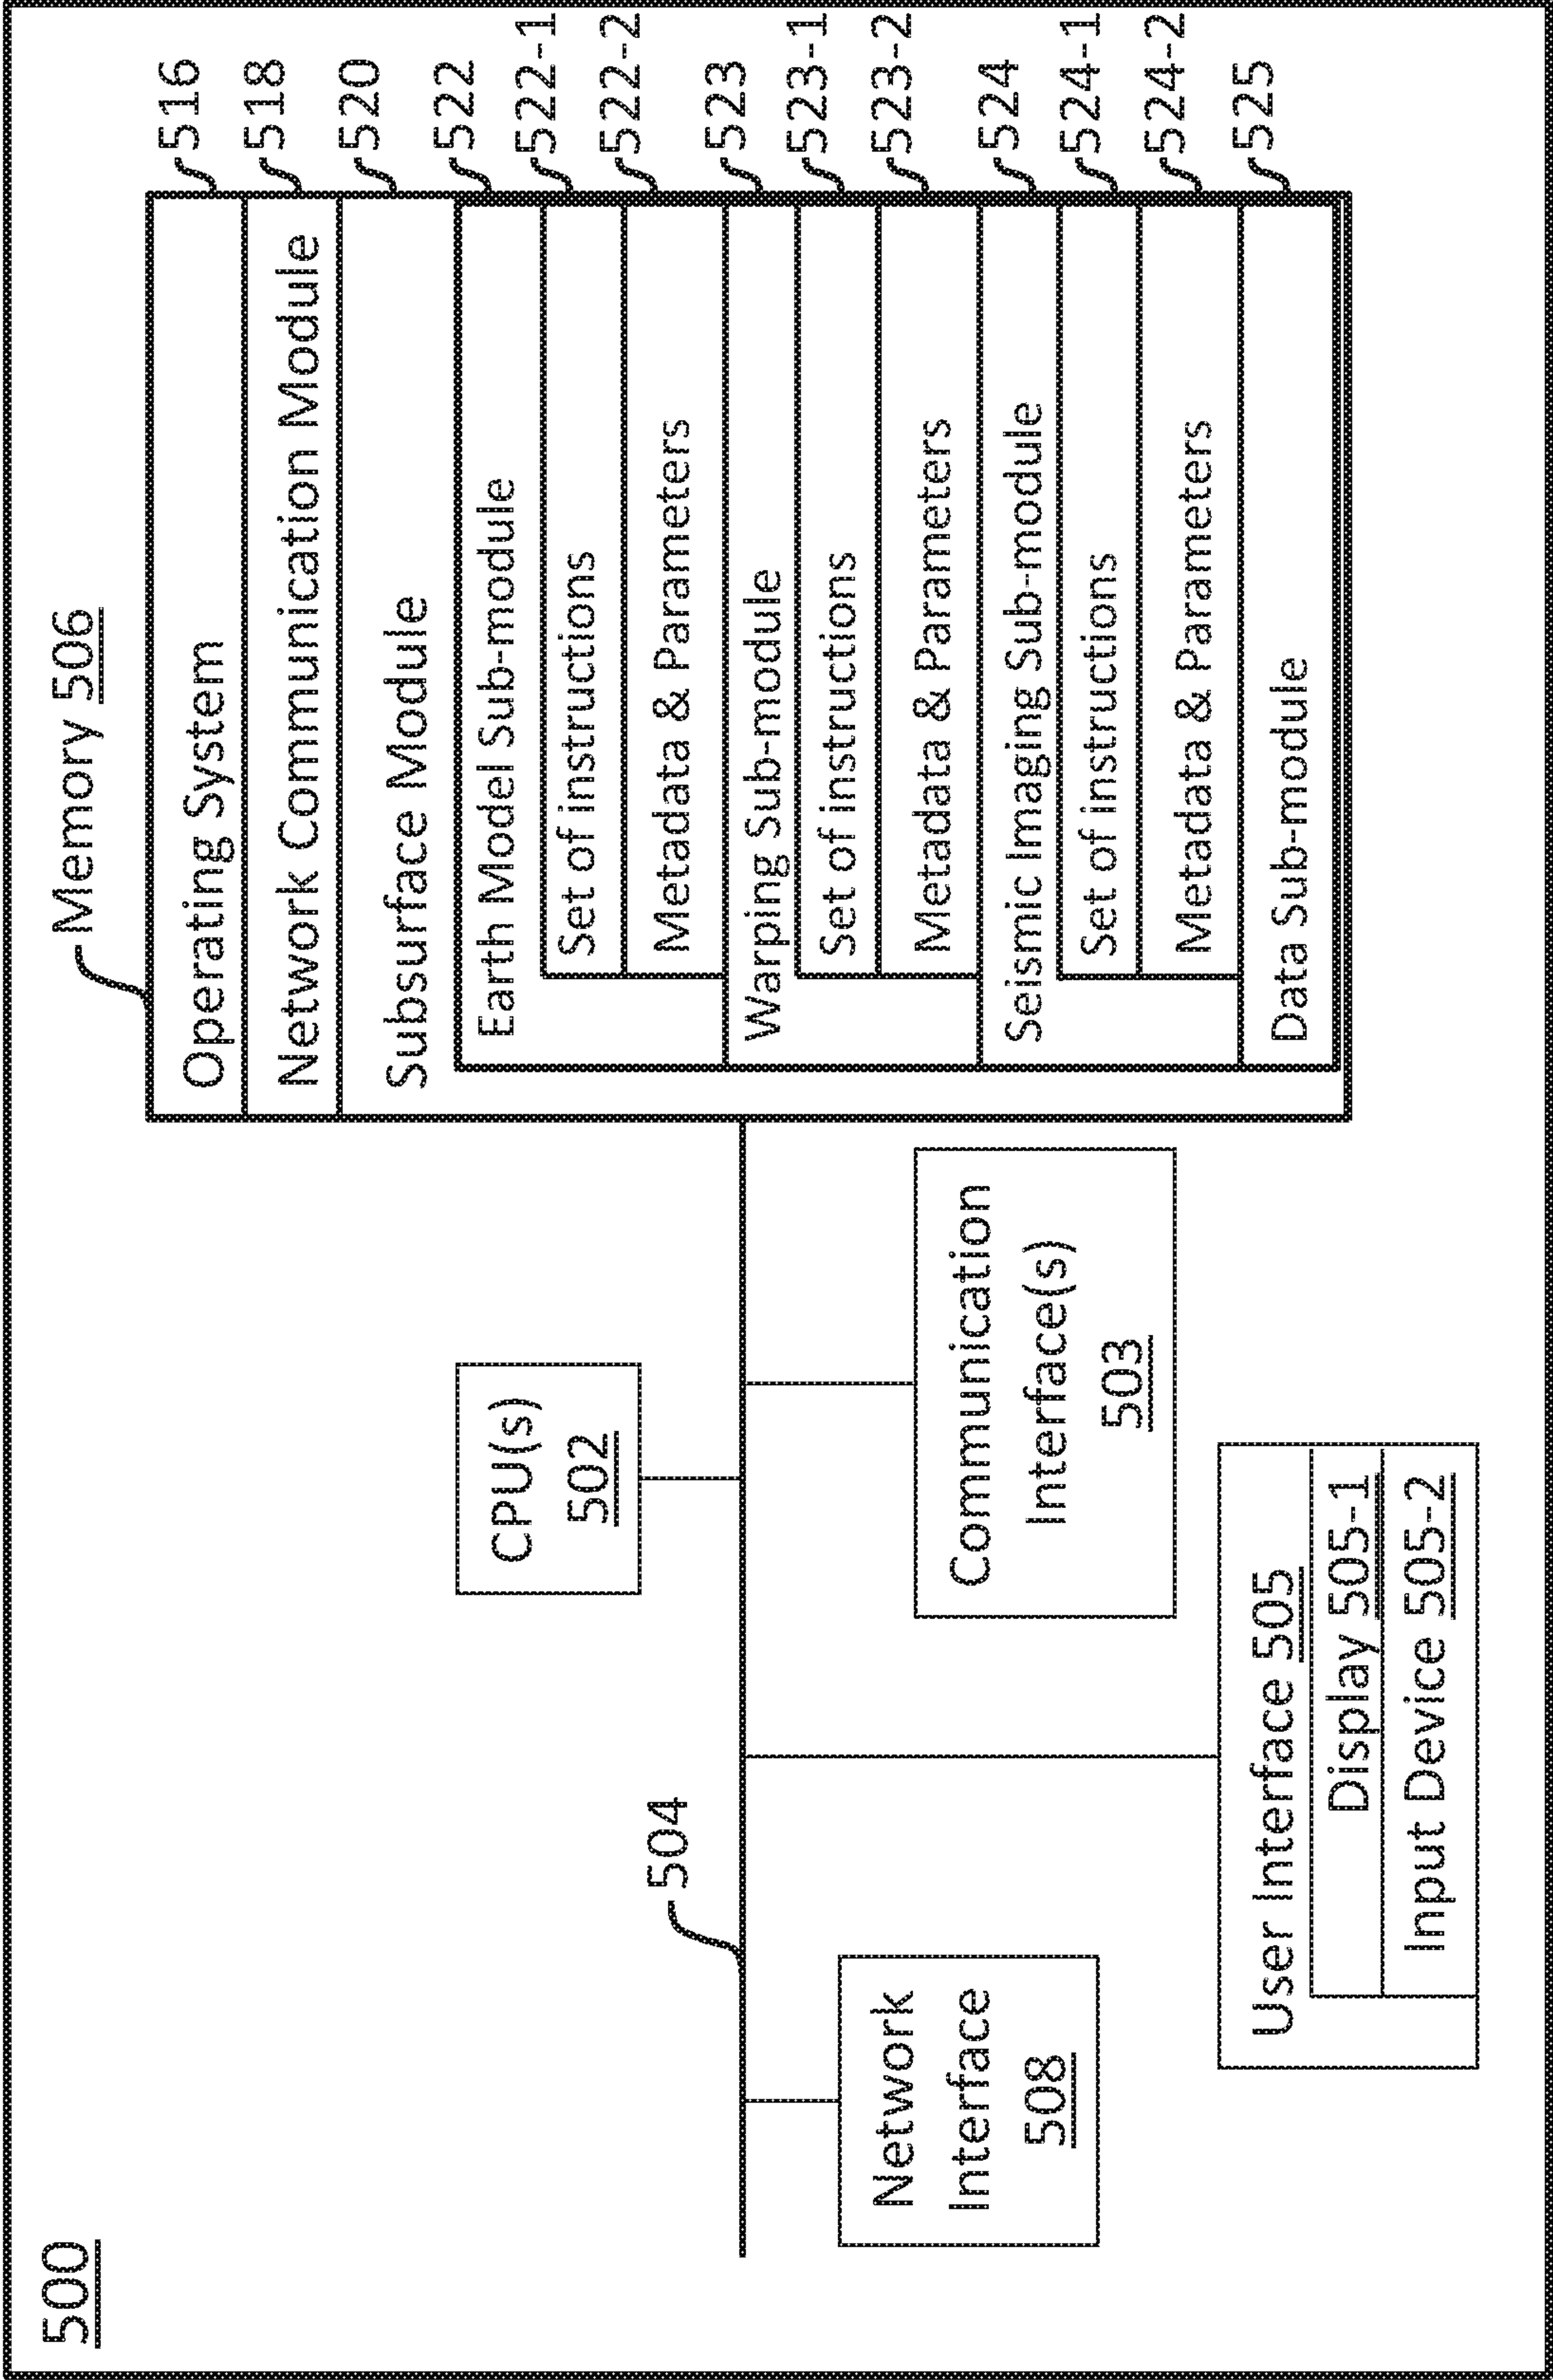 500
Memory 506
Operating System
516
Network Communication Module
518
Subsurface Module
520
Earth Model Sub-module
522
Set of instructions
522-1
Metadata & Parameters
522-2
Warping Sub-module
523
Set of instructions
523-1
Metadata & Parameters
523-2
Seismic Imaging Sub-module
524
Set of instructions
524-1
Metadata & Parameters
524-2
Data Sub-module
525
CPU(s)
502
504
Communication
Interface(s)
503
Network
Interface
508
User Interface 505
Display 505-1
Input Device 505-2